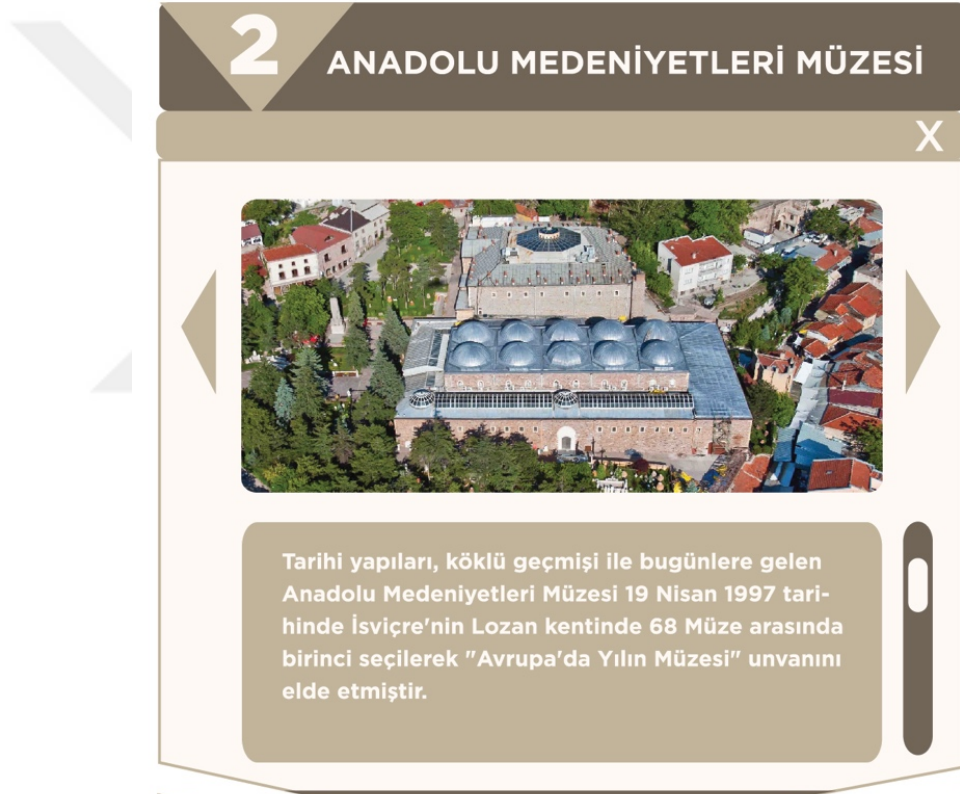 2
ANADOLU MEDENİYETLERİ MÜZESİ
X
Tarihi yapıları, köklü geçmişi ile bugünlere gelen
Anadolu Medeniyetleri Müzesi 19 Nisan 1997 tari-
hinde İsviçre'nin Lozan kentinde 68 Müze arasında
birinci seçilerek "Avrupa'da Yılın Müzesi" unvanını
elde etmiştir.